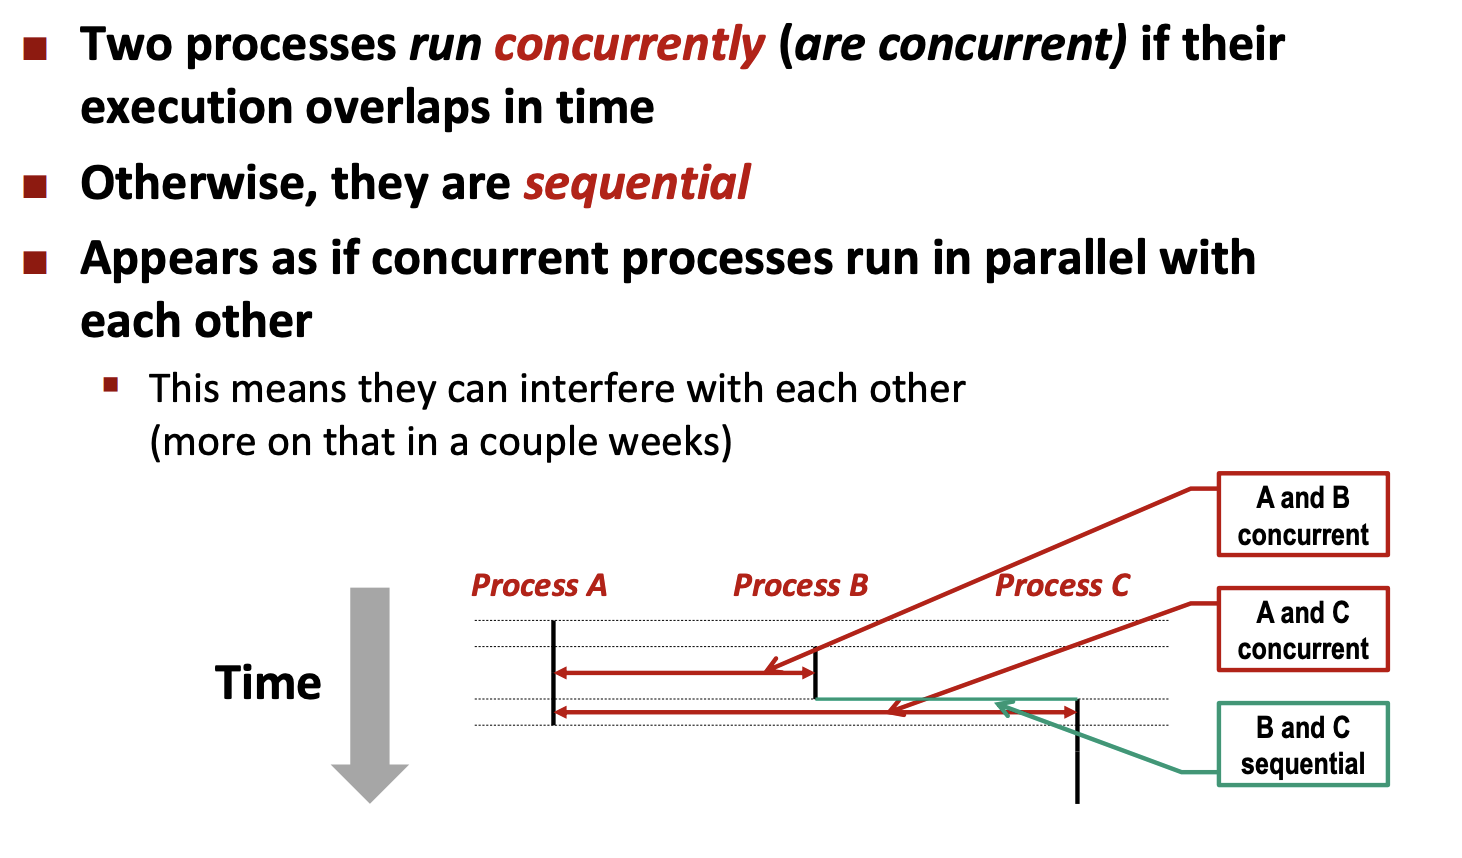 Two processes run concurrently (are concurrent) if their
execution overlaps in time
Otherwise, they are sequential
Appears as if concurrent processes run in parallel with
each other
This means they can interfere with each other
(more on that in a couple weeks)
A and B
concurrent
Process A
Process B
Process C
A and C
concurrent
Time
B and C
sequential